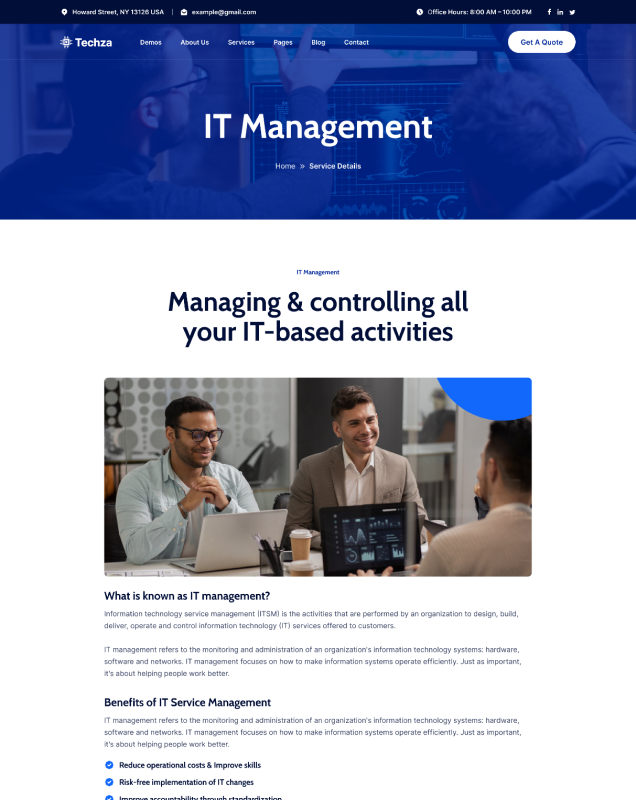 Howard Street, NY 13126 USA
example@gmail.com
Office Hours: 8:00 AM – 10:00 PM
Techza
Demos
About Us
Services
Pages
Blog
Contact
Get A Quote
IT Management
Home » Service Details
IT Management
Managing & controlling all
your IT-based activities
What is known as IT management?
Information technology service management (ITSM) is the activities that are performed by an organization to design, build,
deliver, operate and control information technology (IT) services offered to customers.
IT management refers to the monitoring and administration of an organization's information technology systems: hardware,
software and networks. IT management focuses on how to make information systems operate efficiently. Just as important,
it's about helping people work better.
Benefits of IT Service Management
IT management refers to the monitoring and administration of an organization's information technology systems: hardware,
software and networks. IT management focuses on how to make information systems operate efficiently. Just as important,
it's about helping people work better.
Reduce operational costs & Improve skills
Risk-free implementation of IT changes
Improve accountability through standardization